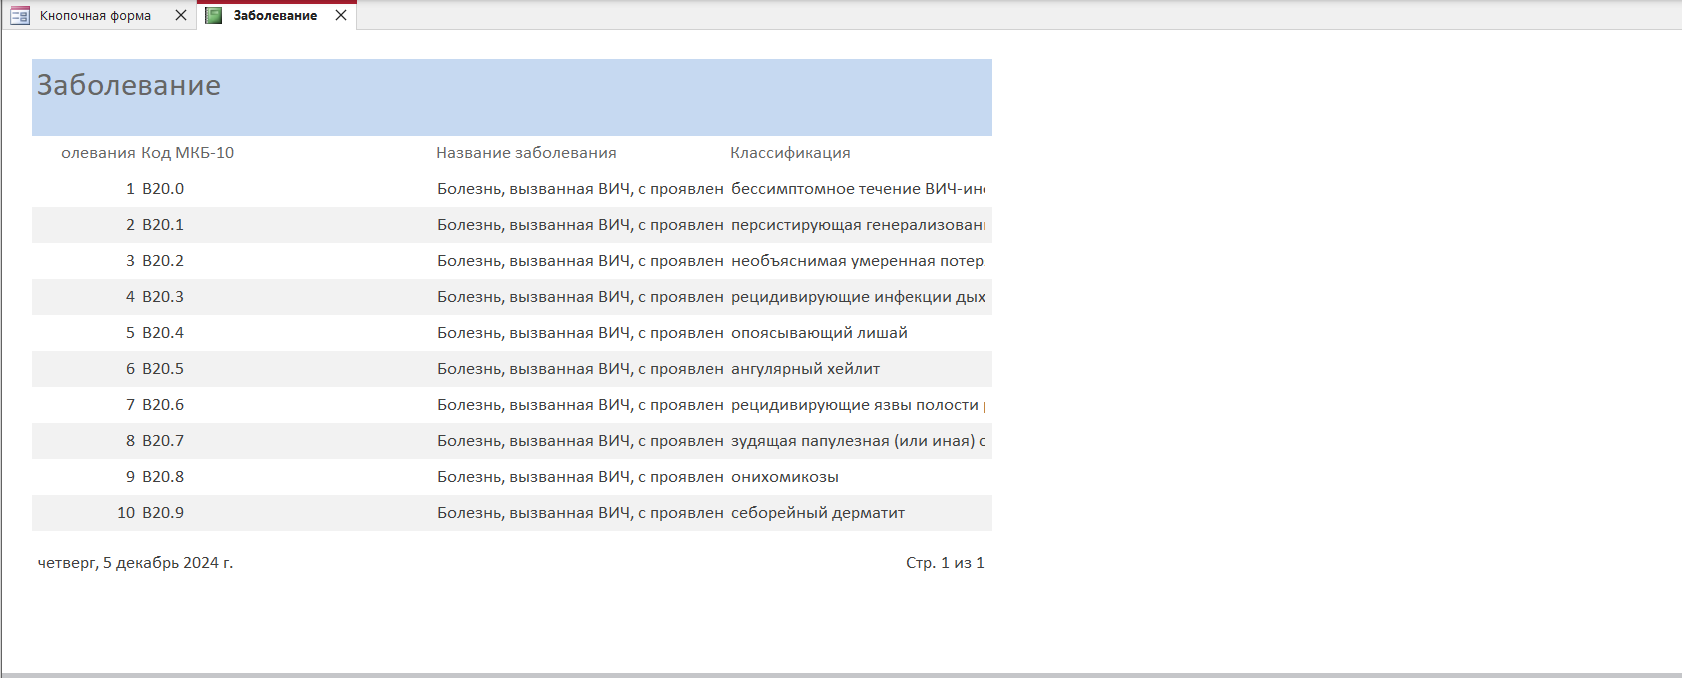 Кнопочная форма Заболевание
Заболевание
олевания Код МКБ-10 Название заболевания Классификация
1 B20.0 Болезнь, вызванная ВИЧ, с проявлен бессимптомное течение ВИЧ-ин
2 B20.1 Болезнь, вызванная ВИЧ, с проявлен персистирующая генерализован
3 B20.2 Болезнь, вызванная ВИЧ, с проявлен необъяснимая умеренная потер
4 B20.3 Болезнь, вызванная ВИЧ, с проявлен рецидивирующие инфекции дых
5 B20.4 Болезнь, вызванная ВИЧ, с проявлен опоясывающий лишай
6 B20.5 Болезнь, вызванная ВИЧ, с проявлен ангулярный хейлит
7 B20.6 Болезнь, вызванная ВИЧ, с проявлен рецидивирующие язвы полости
8 B20.7 Болезнь, вызванная ВИЧ, с проявлен зудящая папулезная (или иная) с
9 B20.8 Болезнь, вызванная ВИЧ, с проявлен онихомикозы
10 B20.9 Болезнь, вызванная ВИЧ, с проявлен себорейный дерматит
четверг, 5 декабрь 2024 г. Стр. 1 из 1